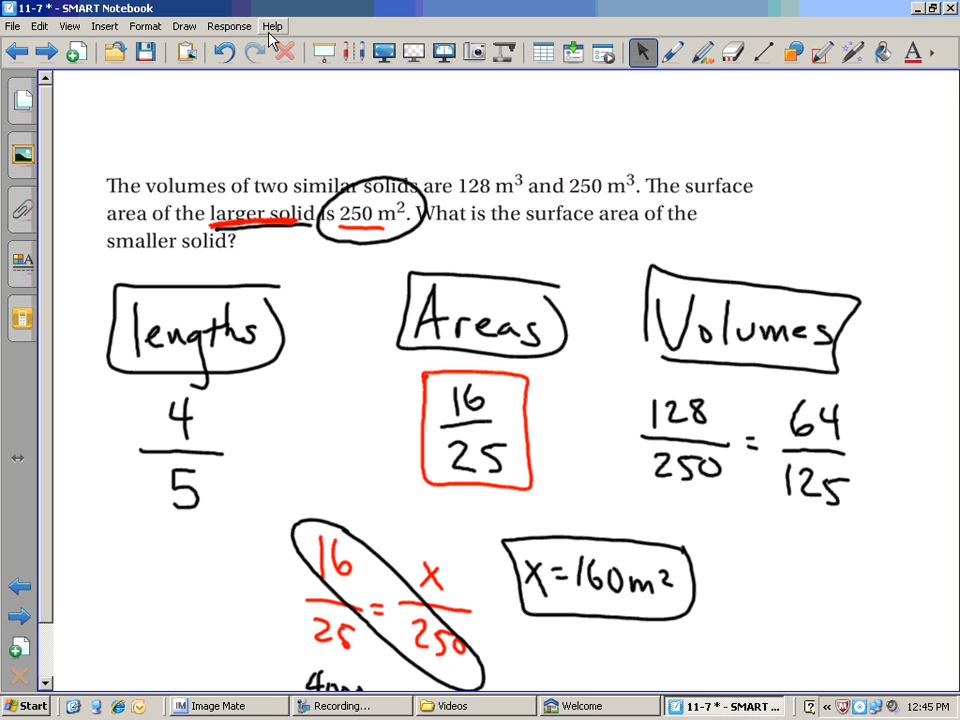 11-7 * - SMART Notebook
File Edit View Insert Format Draw Response Help
The volumes of two similar solids are 128 m³ and 250 m³. The surface
area of the larger solid is 250 m². What is the surface area of the
smaller solid?
lengths Areas Volumes
4/5 16/25 128/250 = 64/125
16/25 = x/250
x=160m²
Start Image Mate Recording... Videos Welcome 11-7 * - SMART ... 12:45 PM